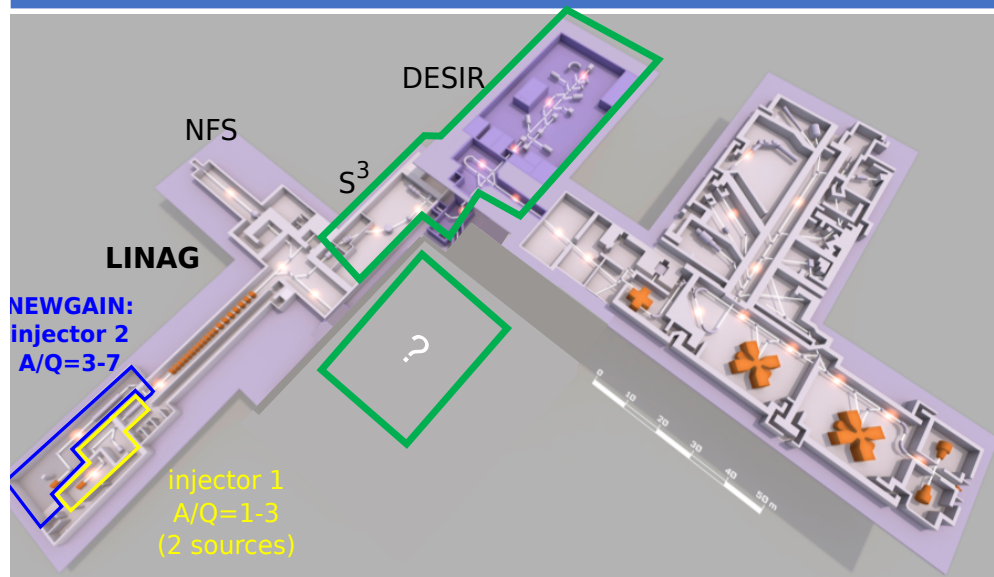 DESIR
NFS
S³
LINAG
NEWGAIN:
injector 2
A/Q=3-7
?
injector 1
A/Q=1-3
(2 sources)
0
10
20
30
40
50 m